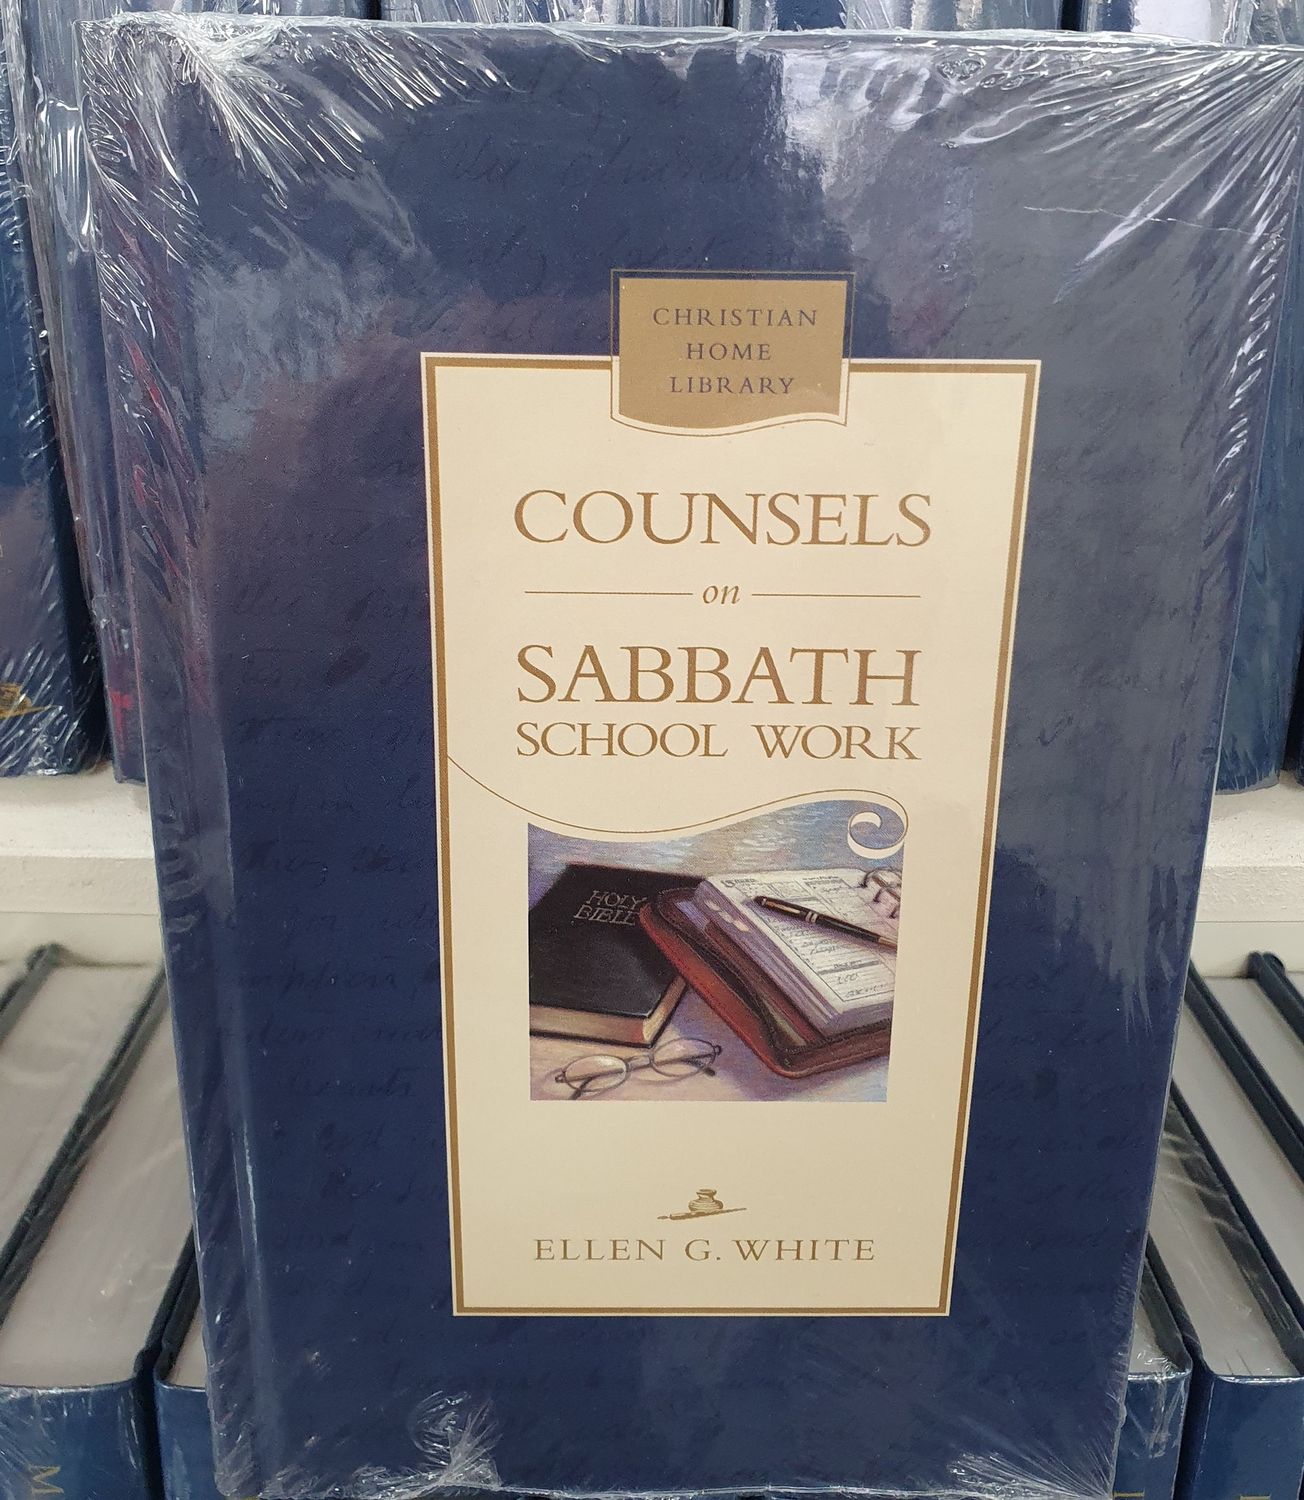 CHRISTIAN
HOME
LIBRARY
COUNSELS
on
SABBATH
SCHOOL WORK
HOLY
BIBLE
ELLEN G. WHITE